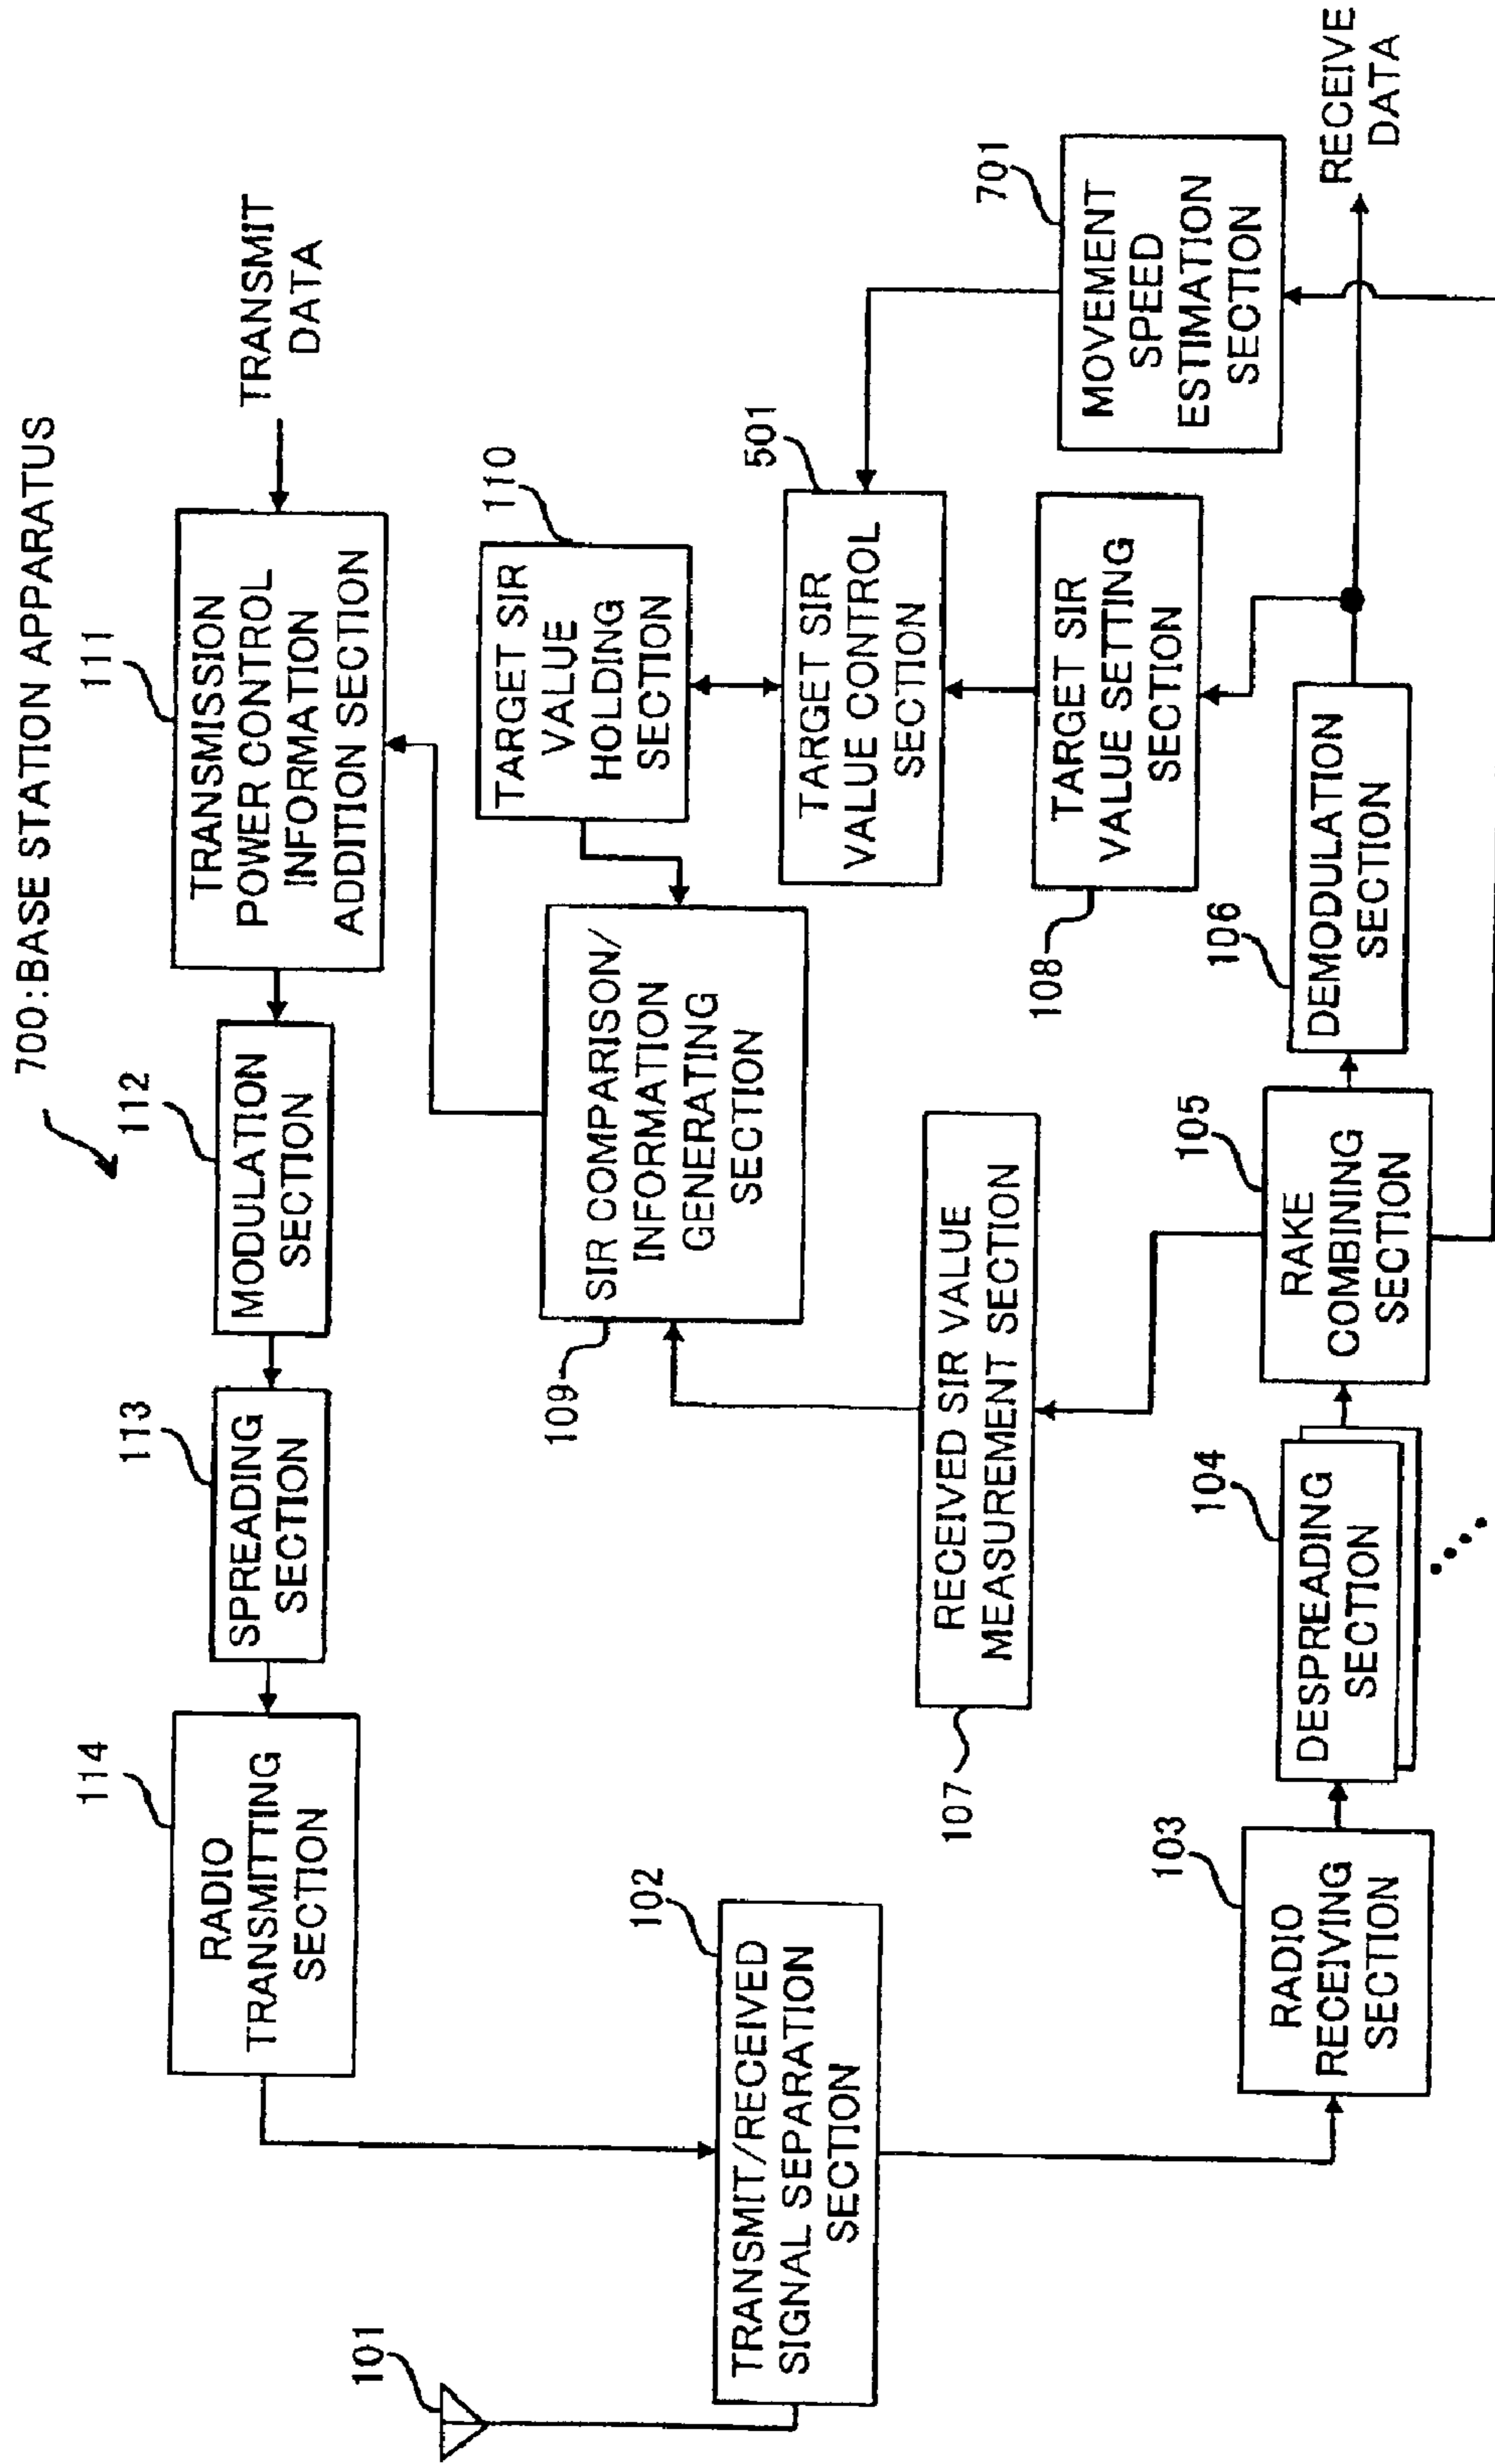 700:BASE STATION APPARATUS
101
102
TRANSMIT/RECEIVED
SIGNAL SEPARATION
SECTION
114
RADIO
TRANSMITTING
SECTION
113
SPREADING
SECTION
112
MODULATION
SECTION
111
TRANSMISSION
POWER CONTROL
INFORMATION
ADDITION SECTION
TRANSMIT
DATA
109
SIR COMPARISON/
INFORMATION
GENERATING
SECTION
110
TARGET SIR
VALUE
HOLDING
SECTION
501
TARGET SIR
VALUE CONTROL
SECTION
701
MOVEMENT
SPEED
ESTIMATION
SECTION
107
RECEIVED SIR VALUE
MEASUREMENT SECTION
108
TARGET SIR
VALUE SETTING
SECTION
103
RADIO
RECEIVING
SECTION
104
DESPREADING
SECTION
105
RAKE
COMBINING
SECTION
106
DEMODULATION
SECTION
RECEIVE
DATA